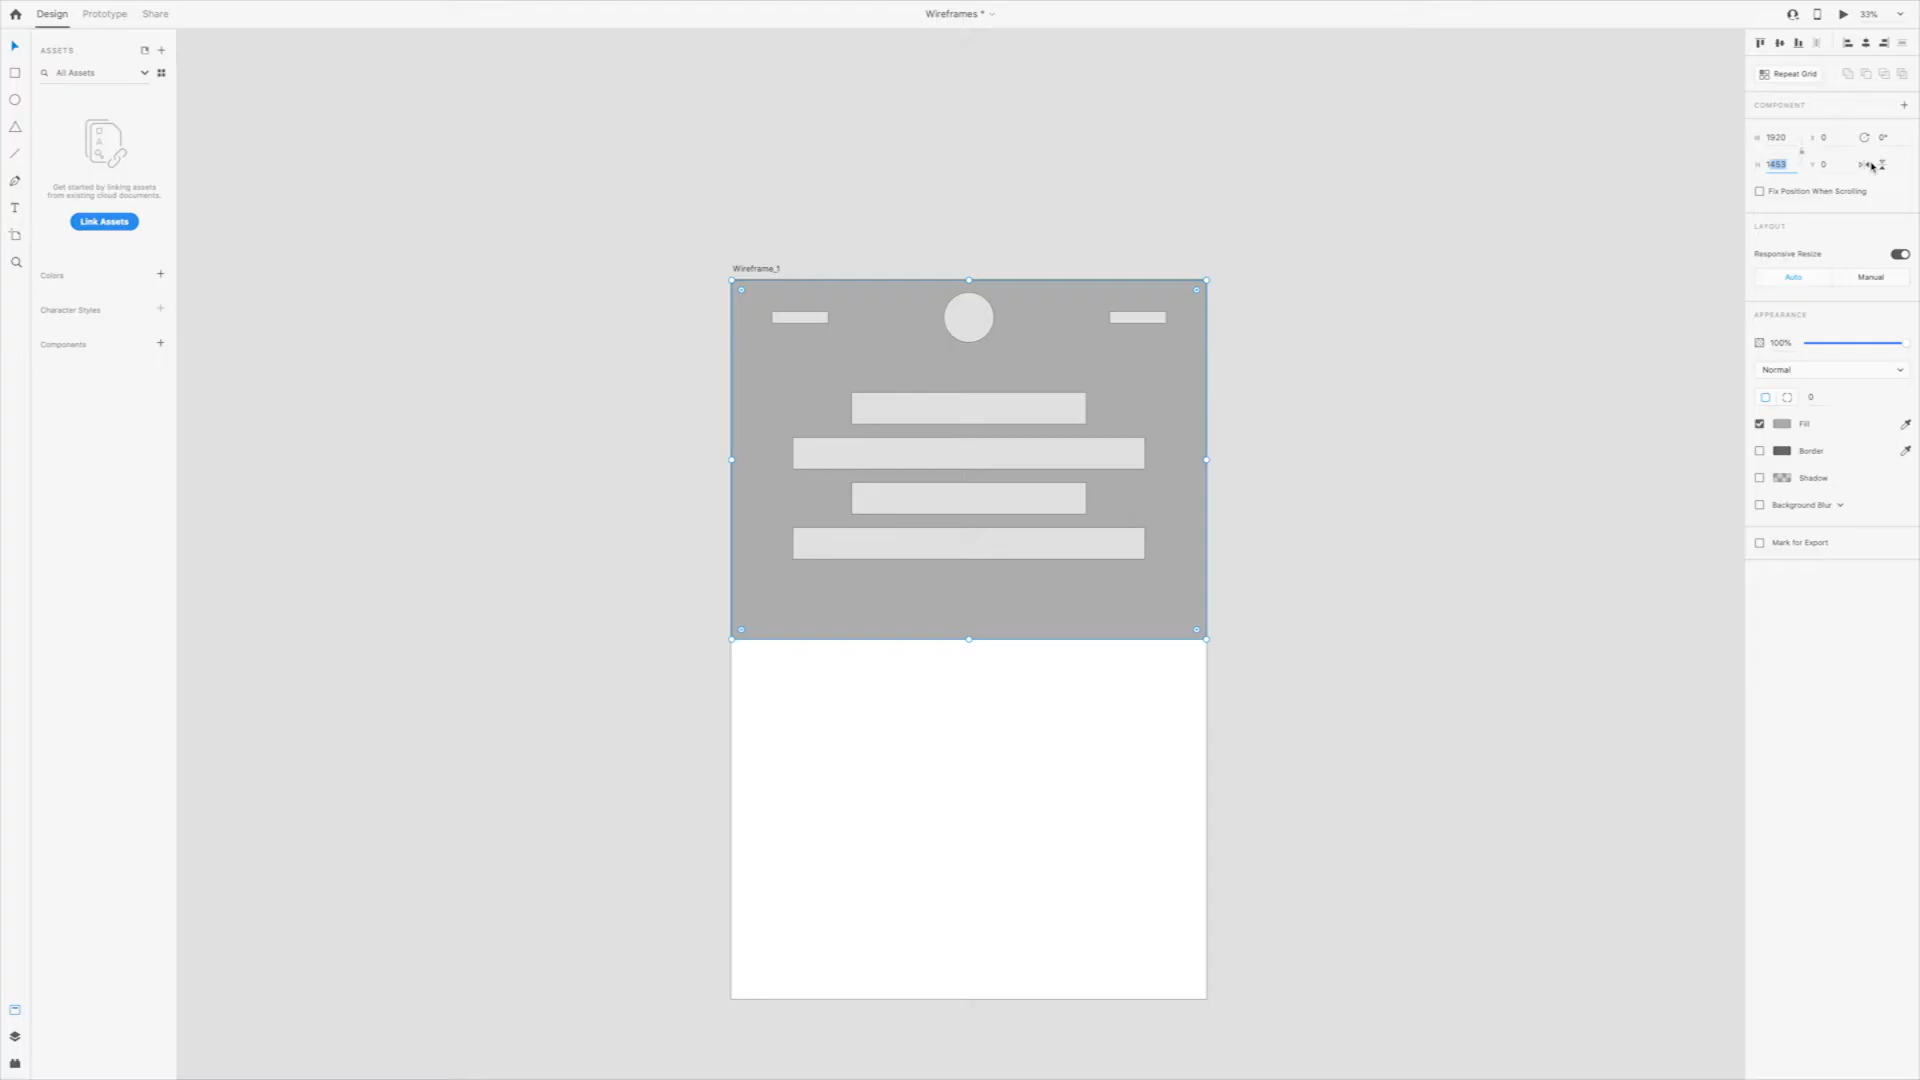 Design Prototype Share Wireframes * 33%
ASSETS
All Assets
Get started by linking assets
from existing cloud documents.
Link Assets
Colors
Character Styles
Components
Wireframe_1
Repeat Grid
COMPONENT
W 1920 X 0 0°
H 1453 Y 0
Fix Position When Scrolling
LAYOUT
Responsive Resize
Auto Manual
APPEARANCE
100%
Normal
0
Fill
Border
Shadow
Background Blur
Mark for Export